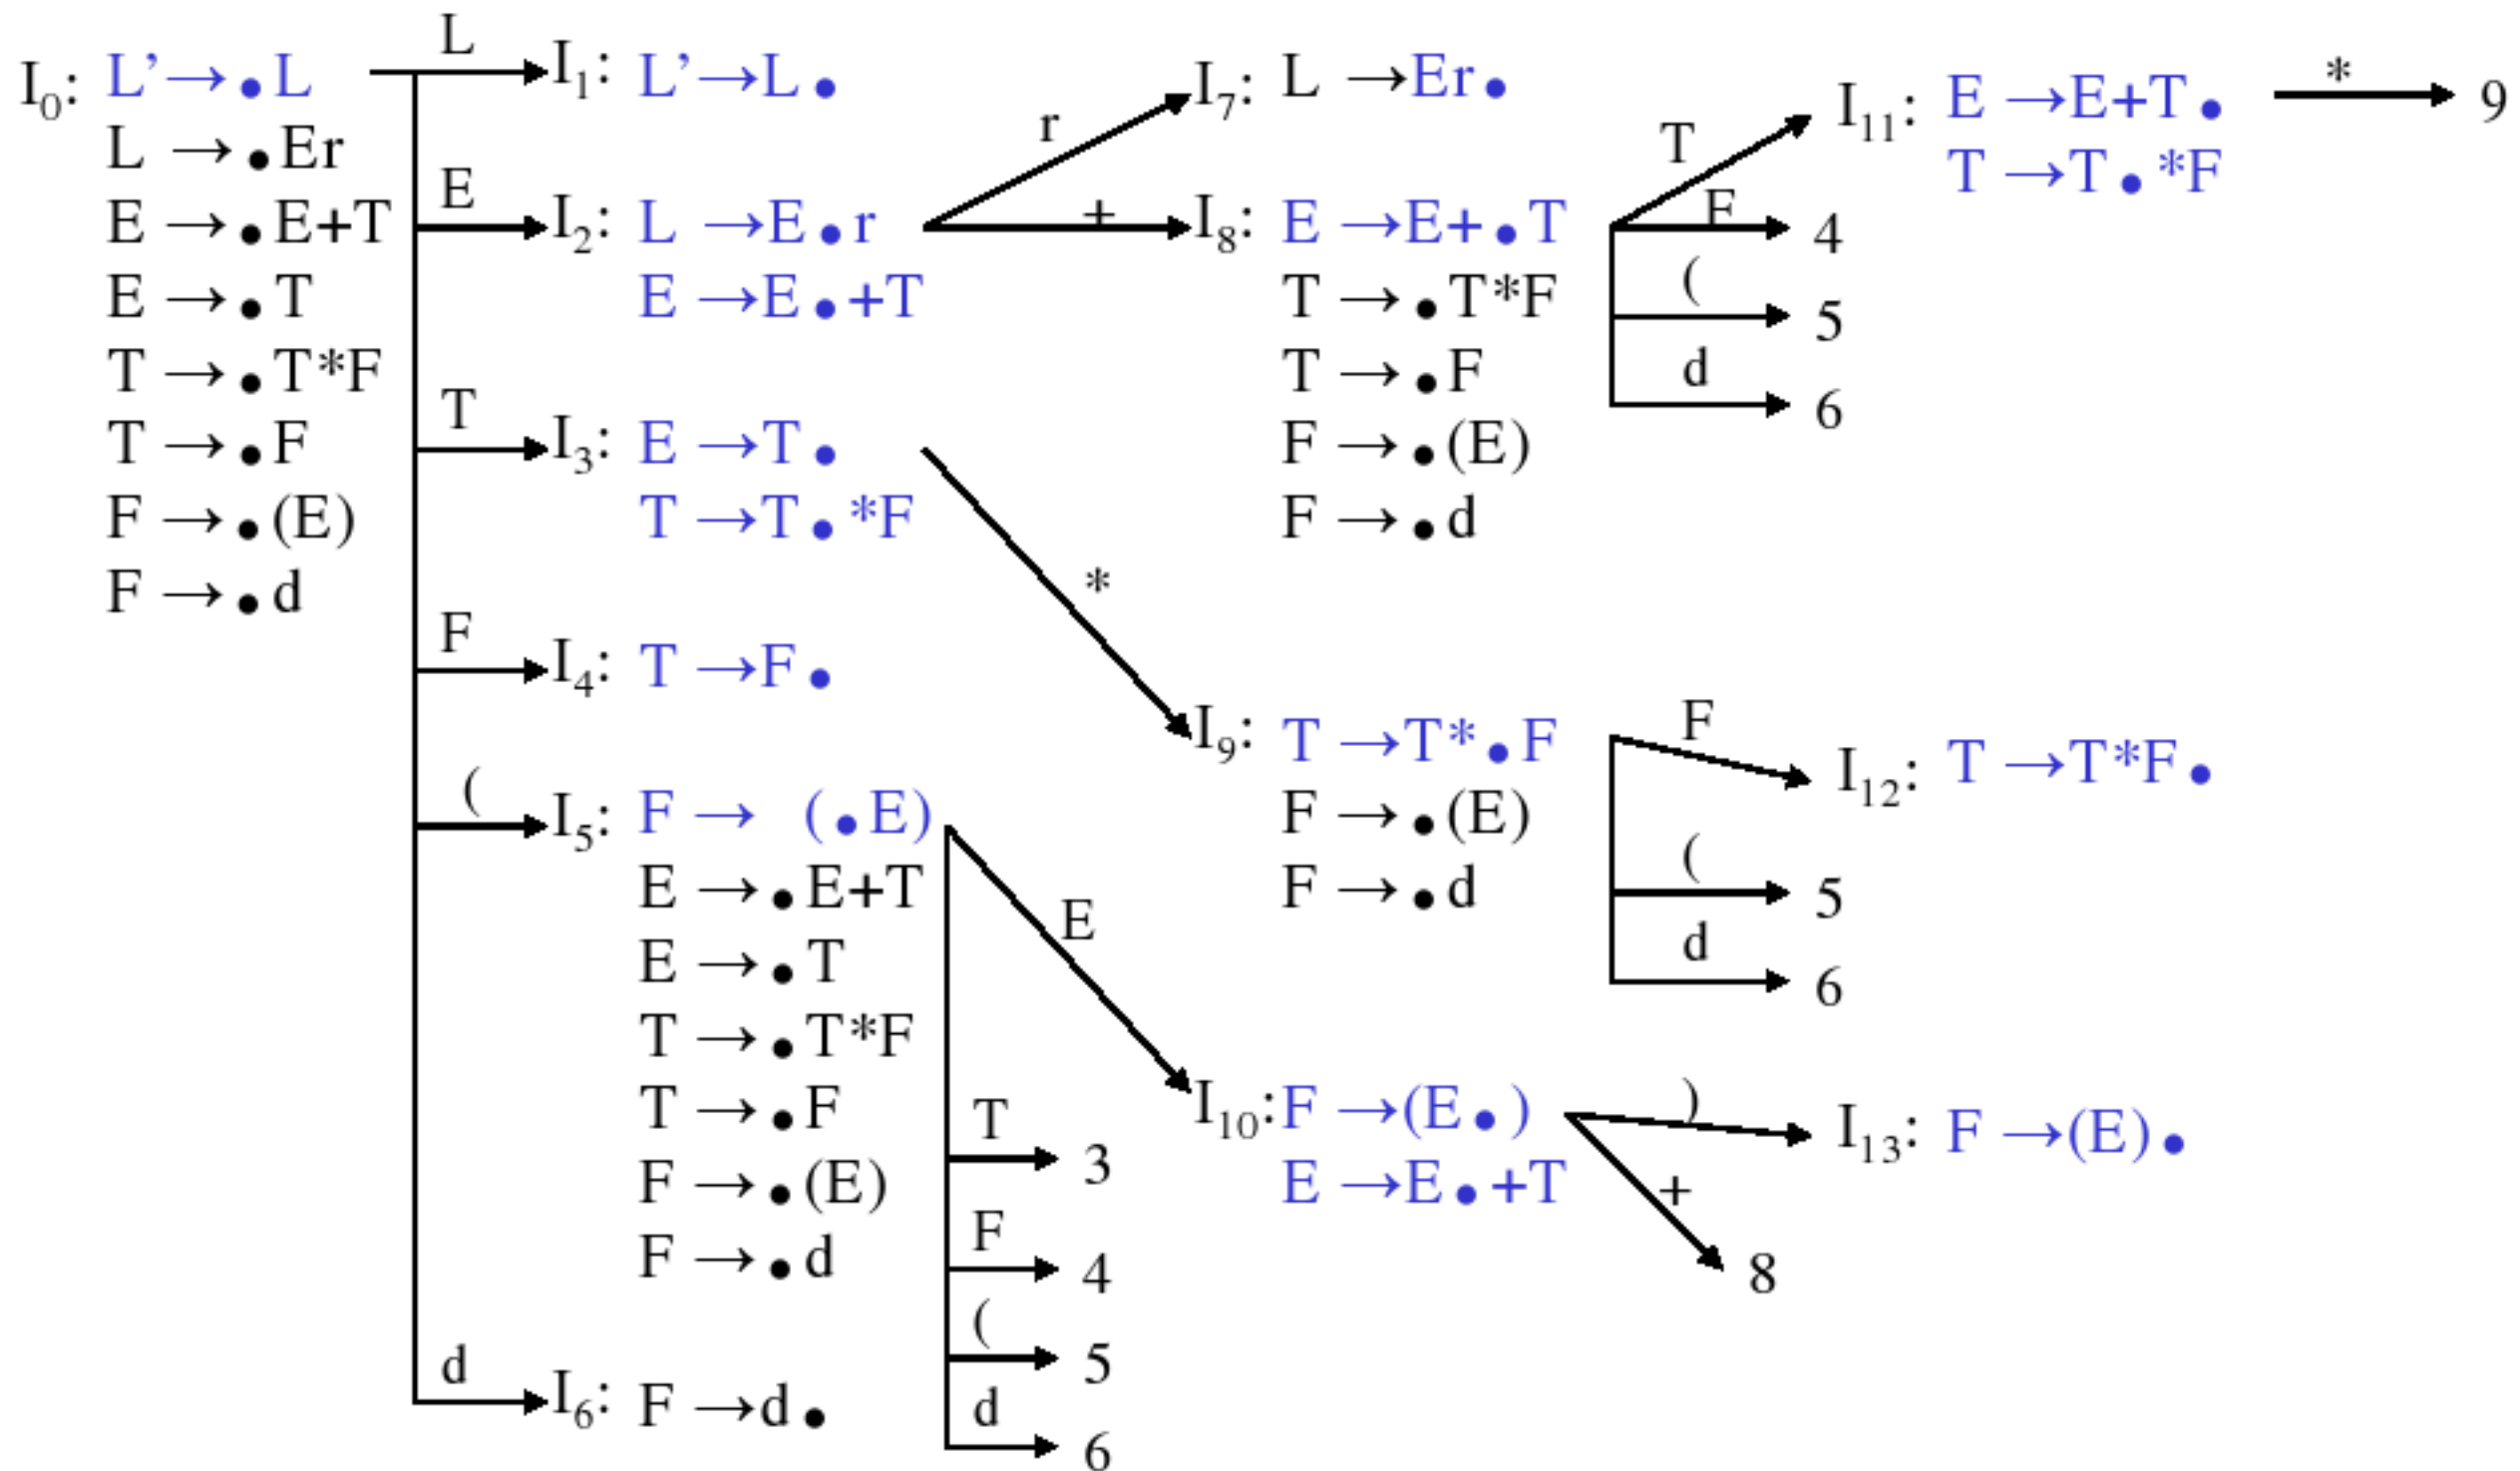 I0: L’→•L
L →•Er
E →•E+T
E →•T
T →•T*F
T →•F
F →•(E)
F →•d
L
E
T
F
(
d
I1: L’→L•
I2: L →E•r
E →E•+T
I3: E →T•
T →T•*F
I4: T →F•
I5: F → (•E)
E →•E+T
E →•T
T →•T*F
T →•F
F →•(E)
F →•d
I6: F →d•
r
+
*
E
T
3
F
4
(
5
d
6
I7: L →Er•
I8: E →E+•T
T →•T*F
T →•F
F →•(E)
F →•d
I9: T →T*•F
F →•(E)
F →•d
I10: F →(E•)
E →E•+T
T
F
4
(
5
d
6
F
(
5
d
6
)
+
8
I11: E →E+T•
T →T•*F
*
9
I12: T →T*F•
I13: F →(E)•